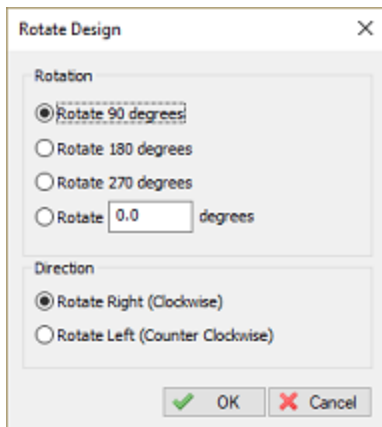 Rotate Design
Rotation
Rotate 90 degrees
Rotate 180 degrees
Rotate 270 degrees
Rotate 0.0 degrees
Direction
Rotate Right (Clockwise)
Rotate Left (Counter Clockwise)
OK Cancel